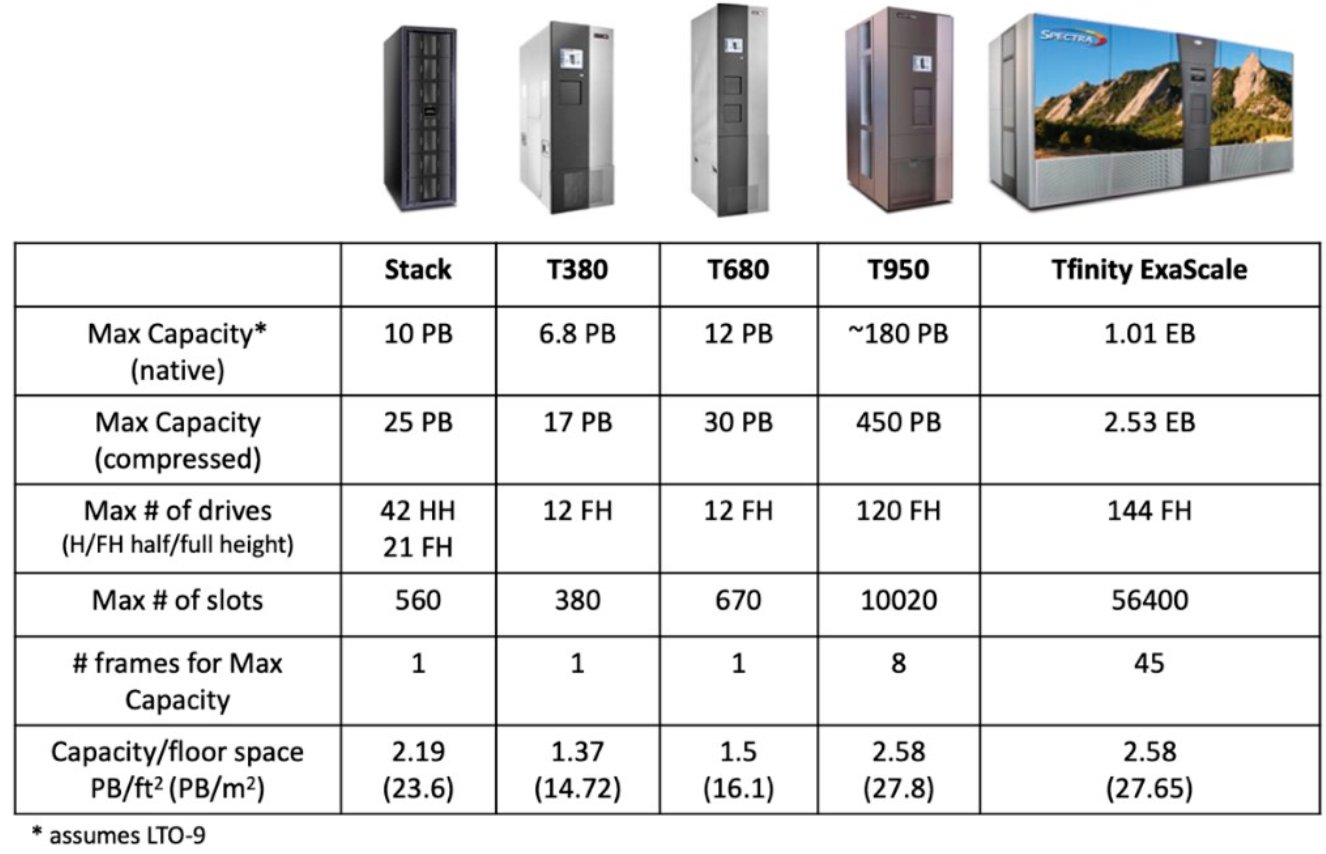 SPECTRA
Stack T380 T680 T950 Tfinity ExaScale
Max Capacity* 10 PB 6.8 PB 12 PB ~180 PB 1.01 EB
(native)
Max Capacity 25 PB 17 PB 30 PB 450 PB 2.53 EB
(compressed)
Max # of drives 42 HH 12 FH 12 FH 120 FH 144 FH
(H/FH half/full height) 21 FH
Max # of slots 560 380 670 10020 56400
# frames for Max 1 1 1 8 45
Capacity
Capacity/floor space 2.19 1.37 1.5 2.58 2.58
PB/ft² (PB/m²) (23.6) (14.72) (16.1) (27.8) (27.65)
* assumes LTO-9